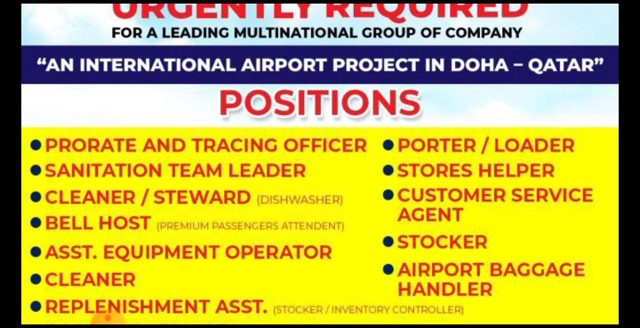 URGENTLY REQUIRED
FOR A LEADING MULTINATIONAL GROUP OF COMPANY
“AN INTERNATIONAL AIRPORT PROJECT IN DOHA – QATAR”
POSITIONS
• PRORATE AND TRACING OFFICER
• SANITATION TEAM LEADER
• CLEANER / STEWARD (DISHWASHER)
• BELL HOST (PREMIUM PASSENGERS ATTENDENT)
• ASST. EQUIPMENT OPERATOR
• CLEANER
• REPLENISHMENT ASST. (STOCKER / INVENTORY CONTROLLER)
• PORTER / LOADER
• STORES HELPER
• CUSTOMER SERVICE
AGENT
• STOCKER
• AIRPORT BAGGAGE
HANDLER